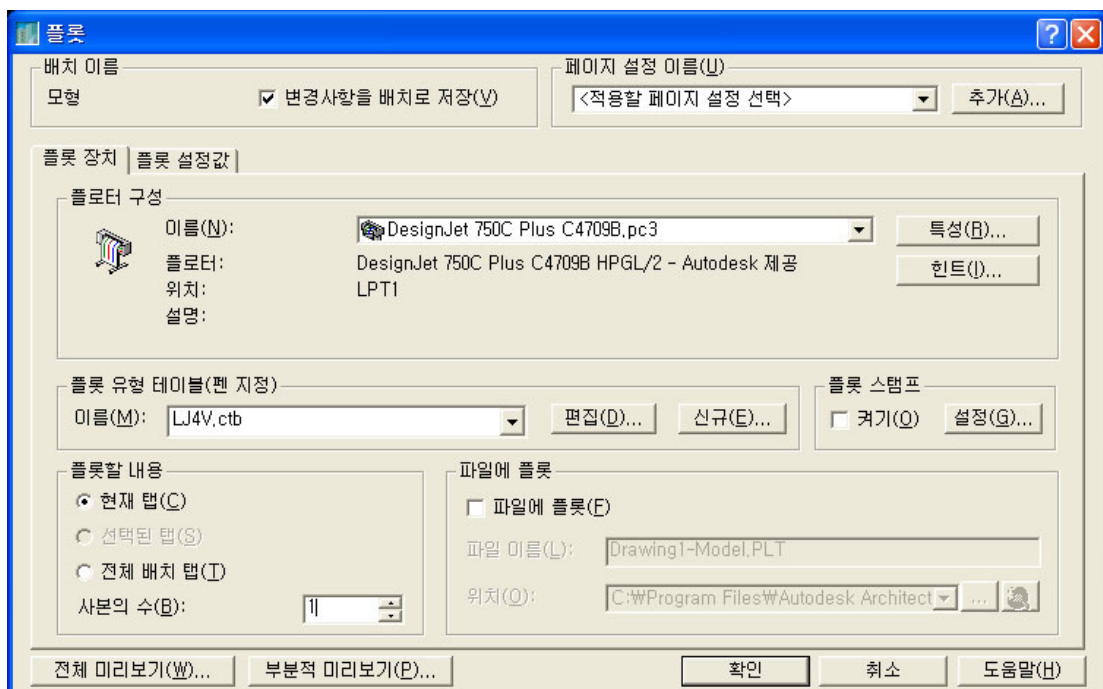 플롯
배치 이름
모형
변경사항을 배치로 저장(V)
페이지 설정 이름(U)
<적용할 페이지 설정 선택>
추가(A)...
플롯 장치
플롯 설정값
플로터 구성
이름(N):
DesignJet 750C Plus C4709B.pc3
특성(R)...
플로터:
DesignJet 750C Plus C4709B HPGL/2 - Autodesk 제공
힌트(I)...
위치:
LPT1
설명:
플롯 유형 테이블(펜 지정)
이름(M):
LJ4V.ctb
편집(D)...
신규(E)...
플롯 스탬프
켜기(O)
설정(G)...
플롯할 내용
현재 탭(C)
선택된 탭(S)
전체 배치 탭(T)
사본의 수(B):
1
파일에 플롯
파일에 플롯(F)
파일 이름(L):
Drawing1-Model.PLT
위치(O):
C:₩Program Files₩Autodesk Architect
...
전체 미리보기(W)...
부분적 미리보기(P)...
확인
취소
도움말(H)